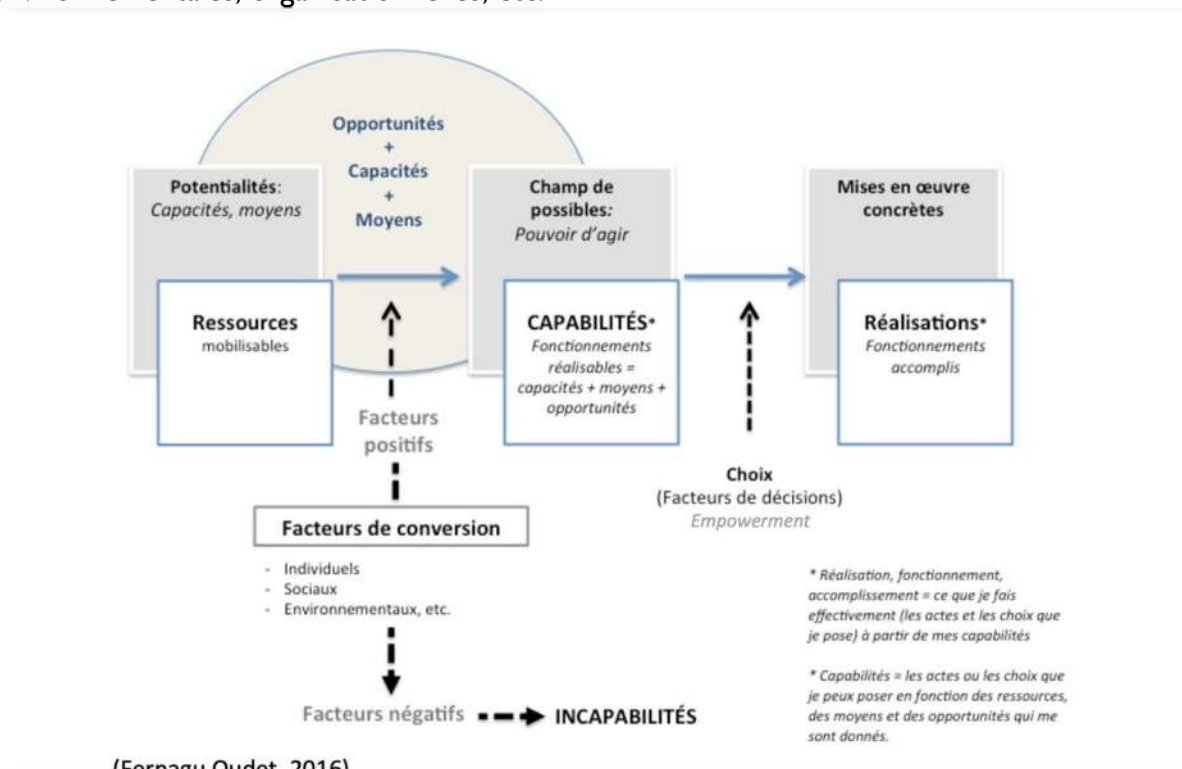 Opportunités
+
Capacités
+
Moyens
Potentialités:
Capacités, moyens
Champ de
possibles:
Pouvoir d'agir
Mises en œuvre
concrètes
Ressources
mobilisables
CAPABILITÉS*
Fonctionnements
réalisables =
capacités + moyens +
opportunités
Réalisations*
Fonctionnements
accomplis
Facteurs
positifs
Choix
(Facteurs de décisions)
Empowerment
Facteurs de conversion
- Individuels
- Sociaux
- Environnementaux, etc.
Facteurs négatifs
INCAPABILITÉS
* Réalisation, fonctionnement,
accomplissement = ce que je fais
effectivement (les actes et les choix que
je pose) à partir de mes capabilités
* Capabilités = les actes ou les choix que
je peux poser en fonction des ressources,
des moyens et des opportunités qui me
sont donnés.
(Fernagu Oudet, 2016)